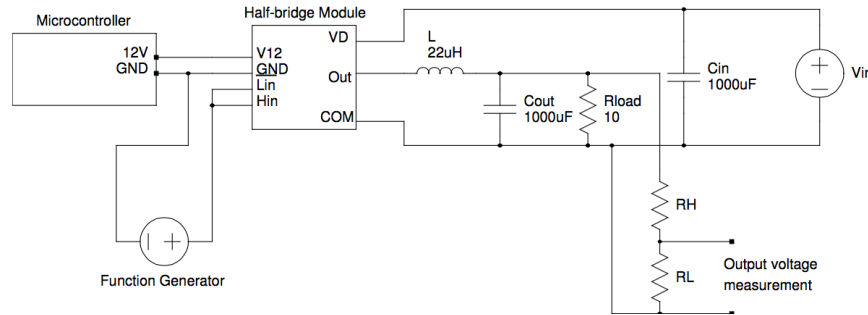 Microcontroller
12V
GND
Half-bridge Module
V12
GND
Lin
Hin
VD
Out
COM
L
22uH
Cout
1000uF
Rload
10
Cin
1000uF
Vin
RH
RL
Output voltage
measurement
Function Generator